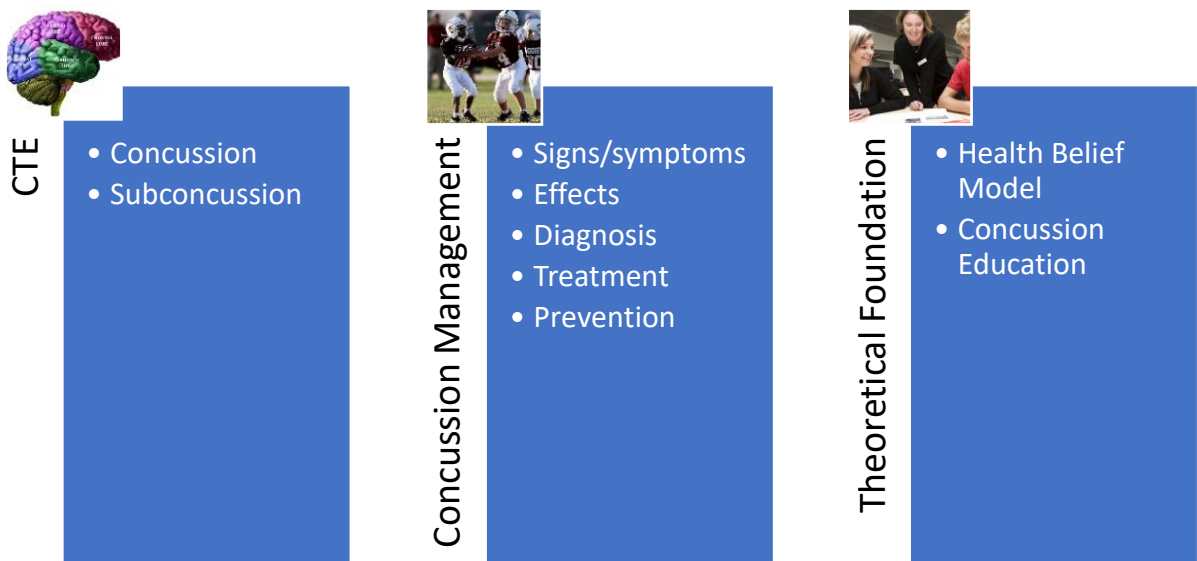 CTE
• Concussion
• Subconcussion
Concussion Management
• Signs/symptoms
• Effects
• Diagnosis
• Treatment
• Prevention
Theoretical Foundation
• Health Belief
Model
• Concussion
Education